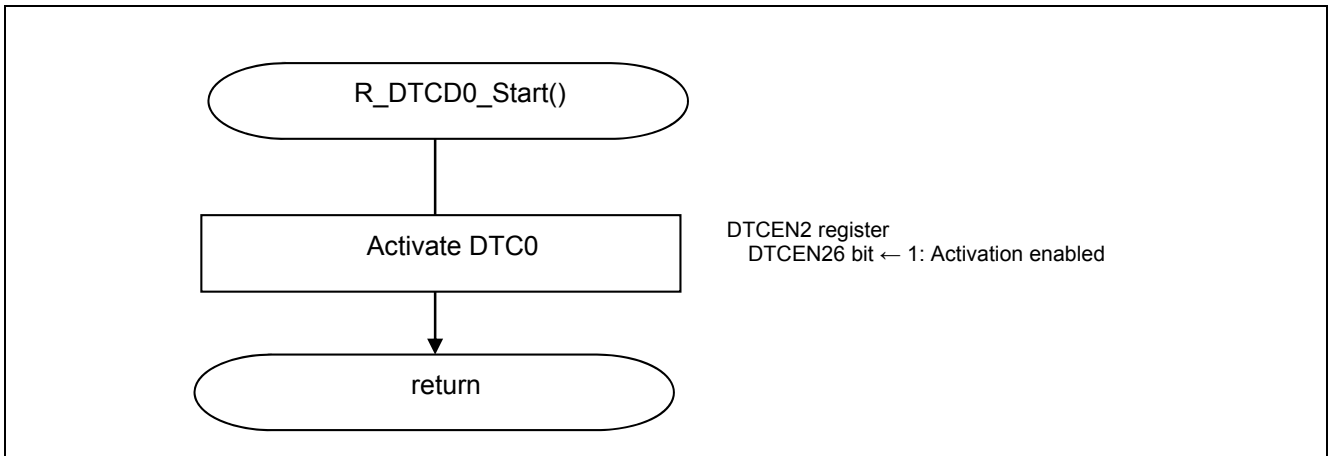 R_DTCD0_Start()
Activate DTC0
DTCEN2 register
DTCEN26 bit ← 1: Activation enabled
return